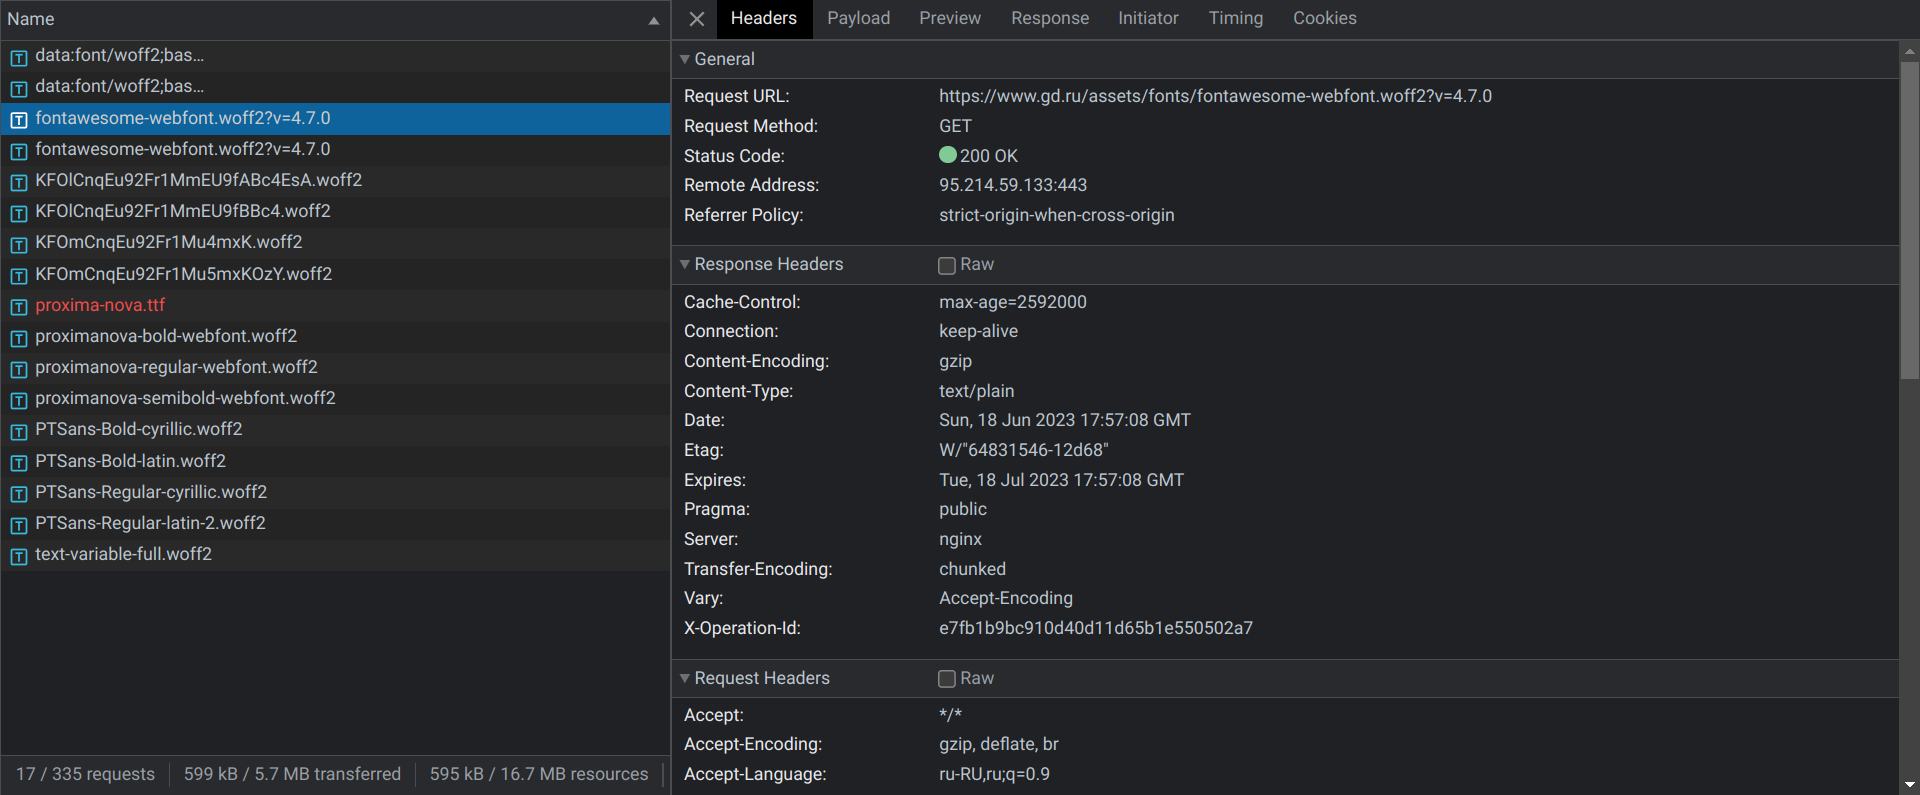 Name
data:font/woff2;bas…
data:font/woff2;bas…
fontawesome-webfont.woff2?v=4.7.0
fontawesome-webfont.woff2?v=4.7.0
KFOlCnqEu92Fr1MmEU9fABc4EsA.woff2
KFOlCnqEu92Fr1MmEU9fBBc4.woff2
KFOmCnqEu92Fr1Mu4mxK.woff2
KFOmCnqEu92Fr1Mu5mxKOzY.woff2
proxima-nova.ttf
proximanova-bold-webfont.woff2
proximanova-regular-webfont.woff2
proximanova-semibold-webfont.woff2
PTSans-Bold-cyrillic.woff2
PTSans-Bold-latin.woff2
PTSans-Regular-cyrillic.woff2
PTSans-Regular-latin-2.woff2
text-variable-full.woff2
17 / 335 requests 599 kB / 5.7 MB transferred 595 kB / 16.7 MB resources
Headers Payload Preview Response Initiator Timing Cookies
General
Request URL: https://www.gd.ru/assets/fonts/fontawesome-webfont.woff2?v=4.7.0
Request Method: GET
Status Code: 200 OK
Remote Address: 95.214.59.133:443
Referrer Policy: strict-origin-when-cross-origin
Response Headers Raw
Cache-Control: max-age=2592000
Connection: keep-alive
Content-Encoding: gzip
Content-Type: text/plain
Date: Sun, 18 Jun 2023 17:57:08 GMT
Etag: W/"64831546-12d68"
Expires: Tue, 18 Jul 2023 17:57:08 GMT
Pragma: public
Server: nginx
Transfer-Encoding: chunked
Vary: Accept-Encoding
X-Operation-Id: e7fb1b9bc910d40d11d65b1e550502a7
Request Headers Raw
Accept: */*
Accept-Encoding: gzip, deflate, br
Accept-Language: ru-RU,ru;q=0.9